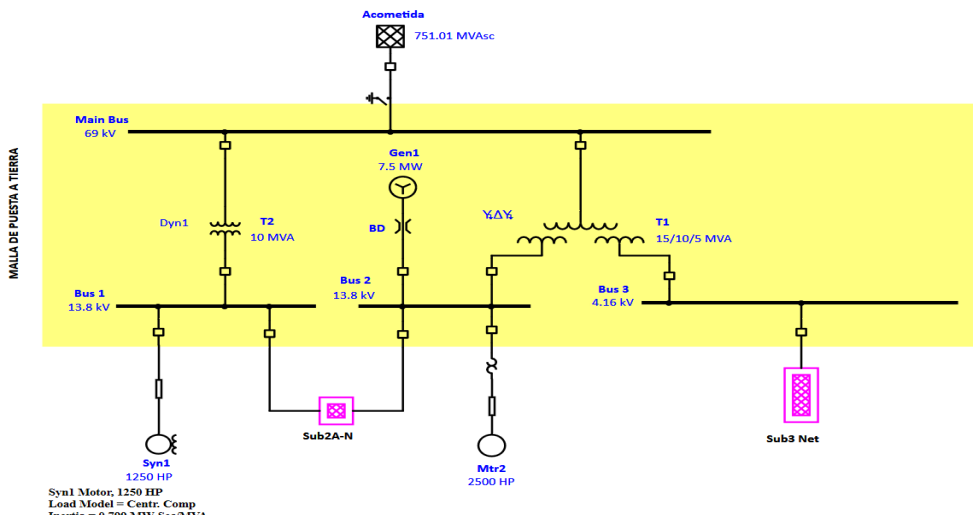 Acometida
751.01 MVAsc
Main Bus
69 kV
Gen1
7.5 MW
MALLA DE PUESTA A TIERRA
Dyn1
T2
10 MVA
BD
T1
15/10/5 MVA
Bus 1
13.8 kV
Bus 2
13.8 kV
Bus 3
4.16 kV
Sub2A-N
Sub3 Net
Syn1
1250 HP
Mtr2
2500 HP
Syn1 Motor, 1250 HP
Load Model = Centr. Comp